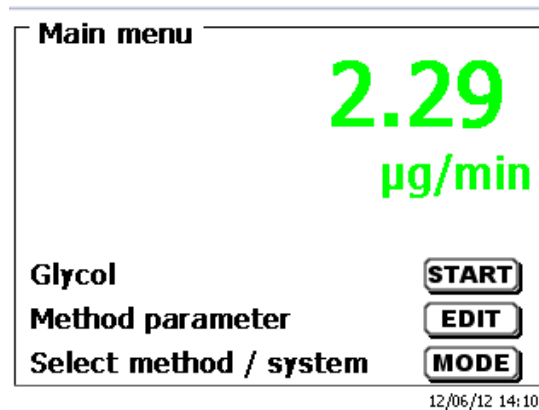 Main menu
2.29
µg/min
Glycol START
Method parameter EDIT
Select method / system MODE
12/06/12 14:10